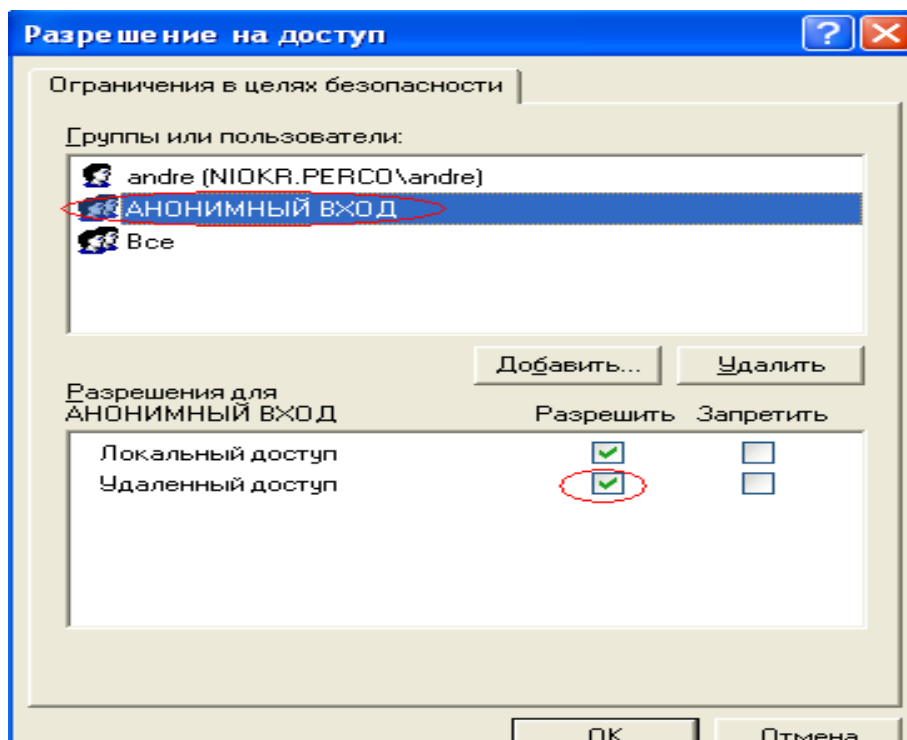 Разрешение на доступ
Ограничения в целях безопасности
Группы или пользователи:
andre (NIOKR.PERCO\andre)
АНОНИМНЫЙ ВХОД
Все
Добавить... Удалить
Разрешения для
АНОНИМНЫЙ ВХОД Разрешить Запретить
Локальный доступ
Удаленный доступ
ОК Отмена